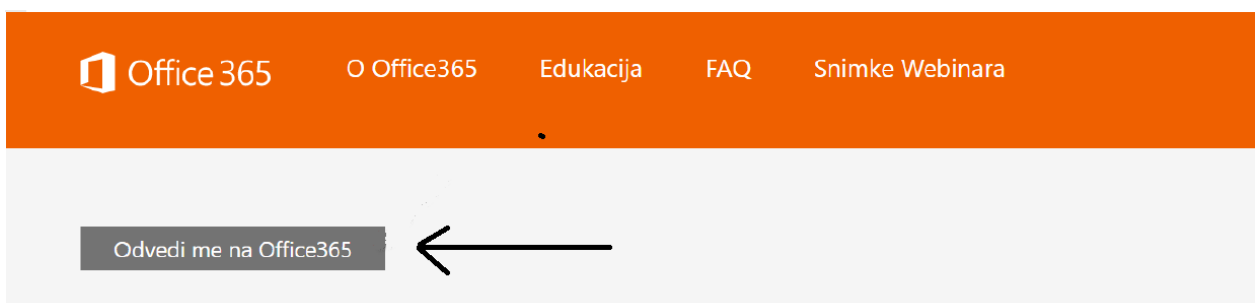 Office 365 O Office365 Edukacija FAQ Snimke Webinara
Odvedi me na Office365